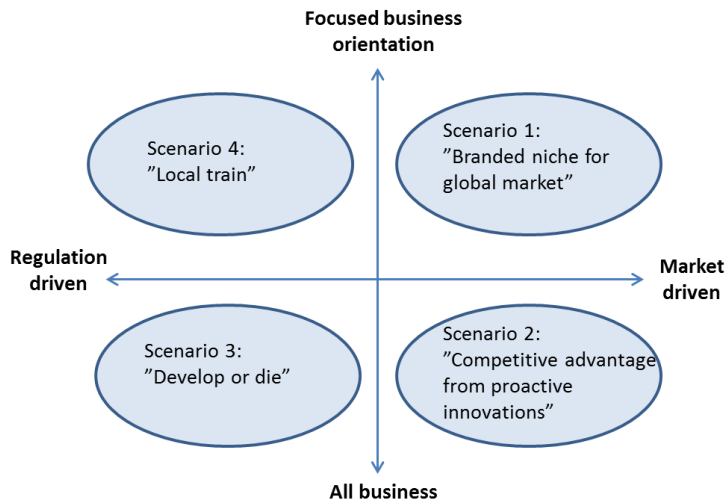 Focused business
orientation
Scenario 4:
”Local train”
Scenario 1:
”Branded niche for
global market”
Regulation
driven
Market
driven
Scenario 3:
”Develop or die”
Scenario 2:
”Competitive advantage
from proactive
innovations”
All business